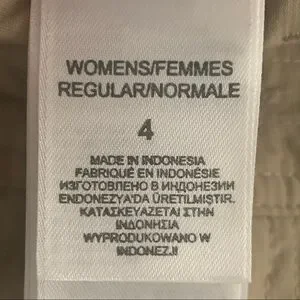 WOMENS/FEMMES
REGULAR/NORMALE
4
MADE IN INDONESIA
FABRIQUÉ EN INDONÉSIE
ИЗГОТОВЛЕНО В ИНДОНЕЗИИ
ENDONEZYA'DA ÜRETILMIŞTIR.
ΚΑΤΑΣΚΕΥΑΖΕΤΑΙ ΣΤΗΝ
ΙΝΔΟΝΗΣΙΑ
WYPRODUKOWANO W
INDONEZJI